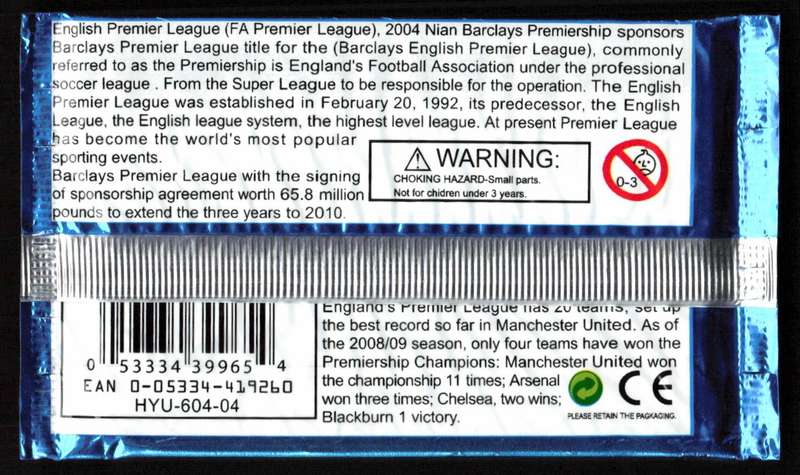 English Premier League (FA Premier League), 2004 Nian Barclays Premiership sponsors
Barclays Premier League title for the (Barclays English Premier League), commonly
referred to as the Premiership is England's Football Association under the professional
soccer league . From the Super League to be responsible for the operation. The English
Premier League was established in February 20, 1992, its predecessor, the English
League, the English league system, the highest level league. At present Premier League
has become the world's most popular
sporting events.
Barclays Premier League with the signing
of sponsorship agreement worth 65.8 million
pounds to extend the three years to 2010.
WARNING:
CHOKING HAZARD-Small parts.
Not for chidren under 3 years.
0-3
0 53334 39965 4
EAN 0-05334-419260
HYU-604-04
England's Premier League has 20 teams, set up
the best record so far in Manchester United. As of
the 2008/09 season, only four teams have won the
Premiership Champions: Manchester United won
the championship 11 times; Arsenal
won three times; Chelsea, two wins;
Blackburn 1 victory.
CE
PLEASE RETAIN THE PACKAGING.